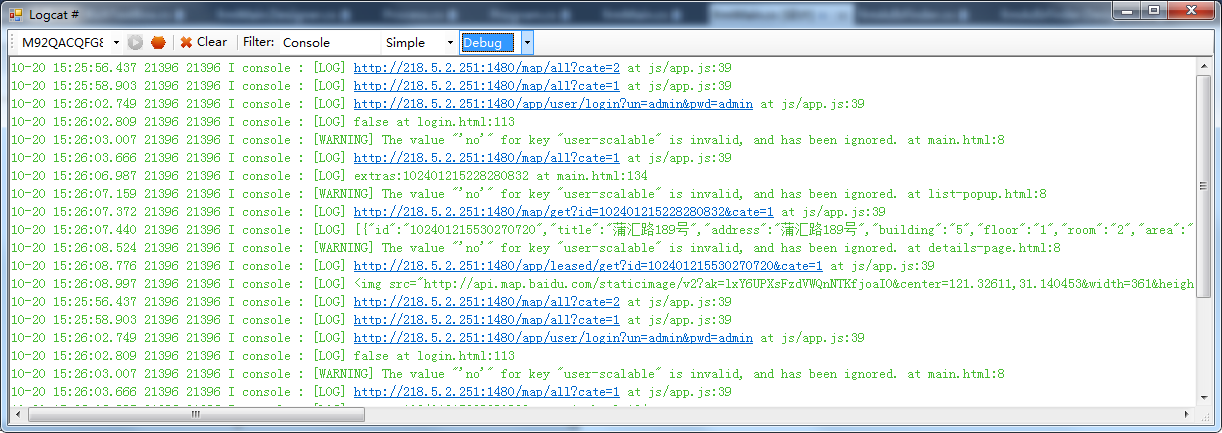 Logcat #
M92QACQFG8 Clear Filter: Console Simple Debug
10-20 15:25:56.437 21396 21396 I console : [LOG] http://218.5.2.251:1480/map/all?cate=2 at js/app.js:39
10-20 15:25:58.903 21396 21396 I console : [LOG] http://218.5.2.251:1480/map/all?cate=1 at js/app.js:39
10-20 15:26:02.749 21396 21396 I console : [LOG] http://218.5.2.251:1480/app/user/login?un=admin&pwd=admin at js/app.js:39
10-20 15:26:02.809 21396 21396 I console : [LOG] false at login.html:113
10-20 15:26:03.007 21396 21396 I console : [WARNING] The value "'no'" for key "user-scalable" is invalid, and has been ignored. at main.html:8
10-20 15:26:03.666 21396 21396 I console : [LOG] http://218.5.2.251:1480/map/all?cate=1 at js/app.js:39
10-20 15:26:06.987 21396 21396 I console : [LOG] extras:102401215228280832 at main.html:134
10-20 15:26:07.159 21396 21396 I console : [WARNING] The value "'no'" for key "user-scalable" is invalid, and has been ignored. at list-popup.html:8
10-20 15:26:07.372 21396 21396 I console : [LOG] http://218.5.2.251:1480/map/get?id=102401215228280832&cate=1 at js/app.js:39
10-20 15:26:07.440 21396 21396 I console : [LOG] [{"id":"102401215530270720","title":"蒲汇路189号","address":"蒲汇路189号","building":"5","floor":"1","room":"2","area":"
10-20 15:26:08.524 21396 21396 I console : [WARNING] The value "'no'" for key "user-scalable" is invalid, and has been ignored. at details-page.html:8
10-20 15:26:08.776 21396 21396 I console : [LOG] http://218.5.2.251:1480/app/leased/get?id=102401215530270720&cate=1 at js/app.js:39
10-20 15:26:08.997 21396 21396 I console : [LOG] <img src="http://api.map.baidu.com/staticimage/v2?ak=lxY6UPXsFzdVWQnNTKfjoaIO&center=121.32611,31.140453&width=361&heigh
10-20 15:25:56.437 21396 21396 I console : [LOG] http://218.5.2.251:1480/map/all?cate=2 at js/app.js:39
10-20 15:25:58.903 21396 21396 I console : [LOG] http://218.5.2.251:1480/map/all?cate=1 at js/app.js:39
10-20 15:26:02.749 21396 21396 I console : [LOG] http://218.5.2.251:1480/app/user/login?un=admin&pwd=admin at js/app.js:39
10-20 15:26:02.809 21396 21396 I console : [LOG] false at login.html:113
10-20 15:26:03.007 21396 21396 I console : [WARNING] The value "'no'" for key "user-scalable" is invalid, and has been ignored. at main.html:8
10-20 15:26:03.666 21396 21396 I console : [LOG] http://218.5.2.251:1480/map/all?cate=1 at js/app.js:39